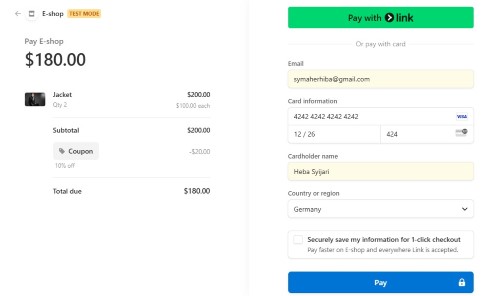 E-shop TEST MODE
Pay E-shop
$180.00
Jacket $200.00
Qty 2 $100.00 each
Subtotal $200.00
Coupon -$20.00
10% off
Total due $180.00
Pay with link
Or pay with card
Email
symaherhiba@gmail.com
Card information
4242 4242 4242 4242 VISA
12 / 26 424
Cardholder name
Heba Syijari
Country or region
Germany
Securely save my information for 1-click checkout
Pay faster on E-shop and everywhere Link is accepted.
Pay